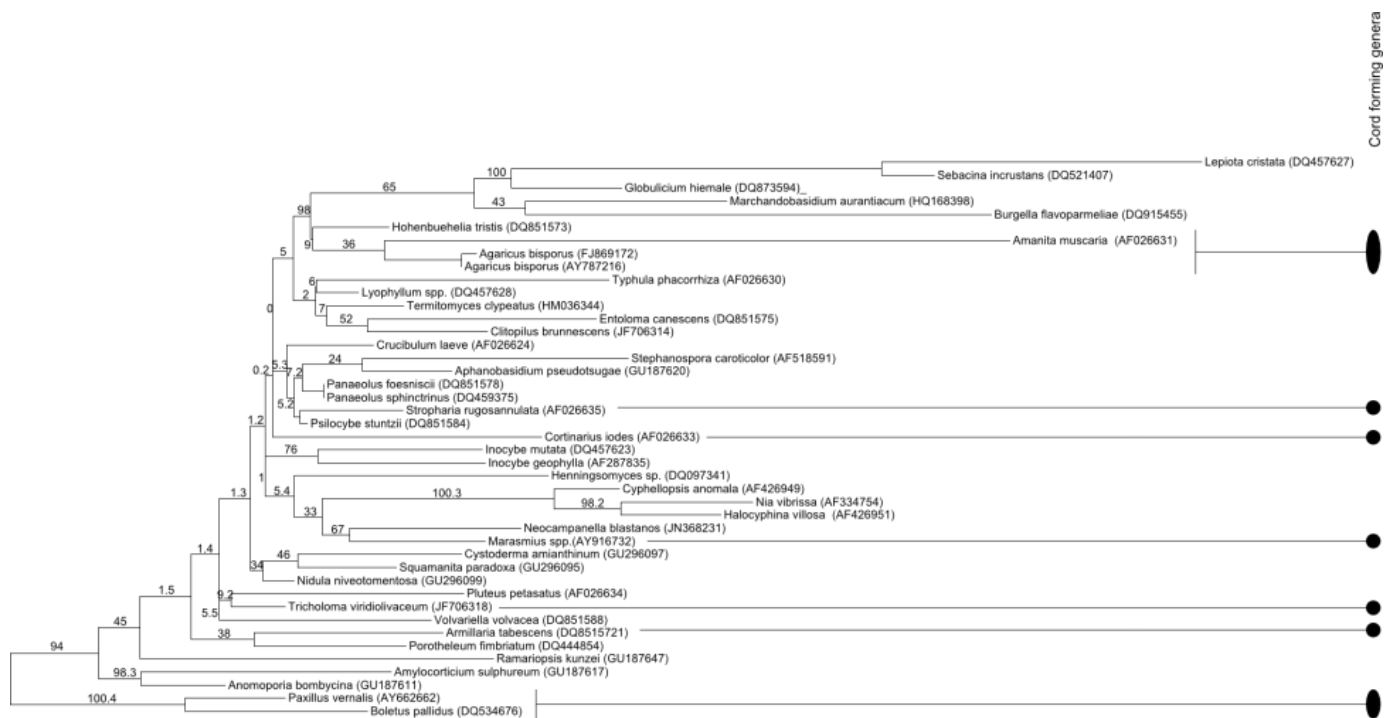 Cord forming genera
Lepiota cristata (DQ457627)
100
Sebacina incrustans (DQ521407)
65
Globulicium hiemale (DQ873594)_
Marchandobasidium aurantiacum (HQ168398)
43
98
Burgella flavoparmeliae (DQ915455)
Hohenbuehelia tristis (DQ851573)
9
36
Amanita muscaria (AF026631)
5
Agaricus bisporus (FJ869172)
Agaricus bisporus (AY787216)
6
Typhula phacorrhiza (AF026630)
2
Lyophyllum spp. (DQ457628)
0
7
Termitomyces clypeatus (HM036344)
52
Entoloma canescens (DQ851575)
Clitopilus brunnescens (JF706314)
Crucibulum laeve (AF026624)
24
Stephanospora caroticolor (AF518591)
0.2
5.3
7.2
Aphanobasidium pseudotsugae (GU187620)
Panaeolus foesniscii (DQ851578)
Panaeolus sphinctrinus (DQ459375)
5.2
Stropharia rugosannulata (AF026635)
1.2
Psilocybe stuntzii (DQ851584)
Cortinarius iodes (AF026633)
76
Inocybe mutata (DQ457623)
Inocybe geophylla (AF287835)
1
Henningsomyces sp. (DQ097341)
1.3
5.4
100.3
Cyphellopsis anomala (AF426949)
98.2
Nia vibrissa (AF334754)
33
Halocyphina villosa (AF426951)
67
Neocampanella blastanos (JN368231)
Marasmius spp.(AY916732)
1.4
46
Cystoderma amianthinum (GU296097)
34
Squamanita paradoxa (GU296095)
Nidula niveotomentosa (GU296099)
1.5
9.2
Pluteus petasatus (AF026634)
Tricholoma viridiolivaceum (JF706318)
5.5
Volvariella volvacea (DQ851588)
45
38
Armillaria tabescens (DQ8515721)
Porotheleum fimbriatum (DQ444854)
94
Ramariopsis kunzei (GU187647)
98.3
Amylocorticium sulphureum (GU187617)
Anomoporia bombycina (GU187611)
100.4
Paxillus vernalis (AY662662)
Boletus pallidus (DQ534676)